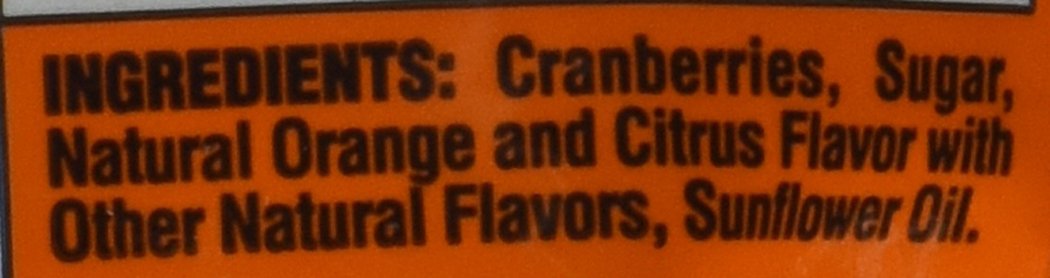 INGREDIENTS: Cranberries, Sugar,
Natural Orange and Citrus Flavor with
Other Natural Flavors, Sunflower Oil.